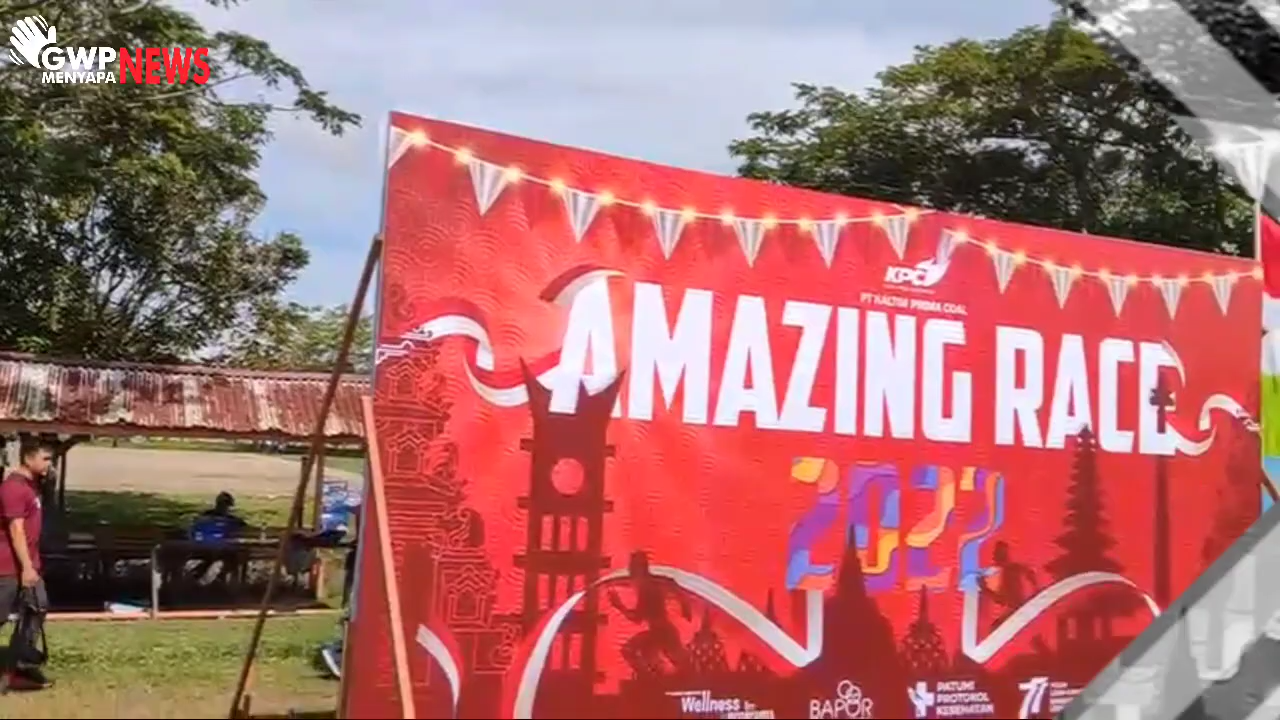 GWP NEWS
MENYAPA
KPC
PT KALTIM PRIMA COAL
AMAZING RACE
2022
Wellness
BAPOR
PATUHI
PROTOKOL
KESEHATAN
77